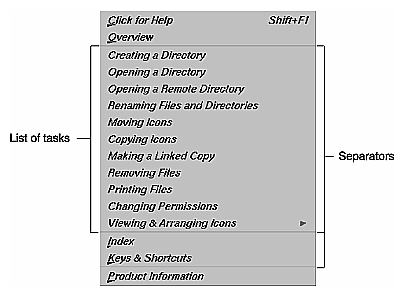 Click for Help Shift+F1
Overview
Creating a Directory
Opening a Directory
Opening a Remote Directory
Renaming Files and Directories
Moving Icons
List of tasks
Copying Icons
Making a Linked Copy
Separators
Removing Files
Printing Files
Changing Permissions
Viewing & Arranging Icons
Index
Keys & Shortcuts
Product Information